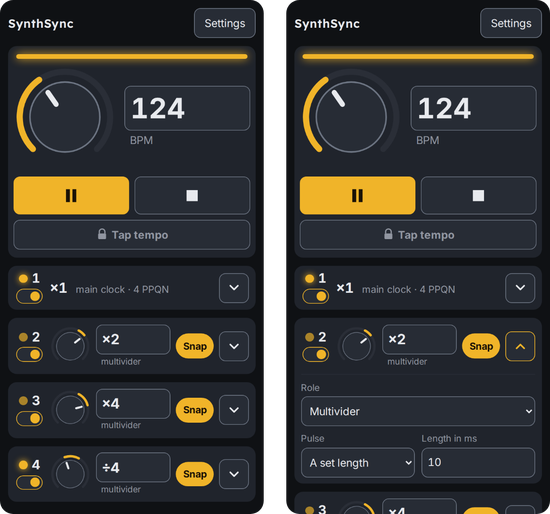 SynthSync
Settings
124
BPM
Tap tempo
1
×1 main clock · 4 PPQN
2
×2
Snap
multivider
3
×4
Snap
multivider
4
÷4
Snap
multivider
SynthSync
Settings
124
BPM
Tap tempo
1
×1 main clock · 4 PPQN
2
×2
Snap
multivider
Role
Multivider
Pulse Length in ms
A set length 10
3
×4
Snap